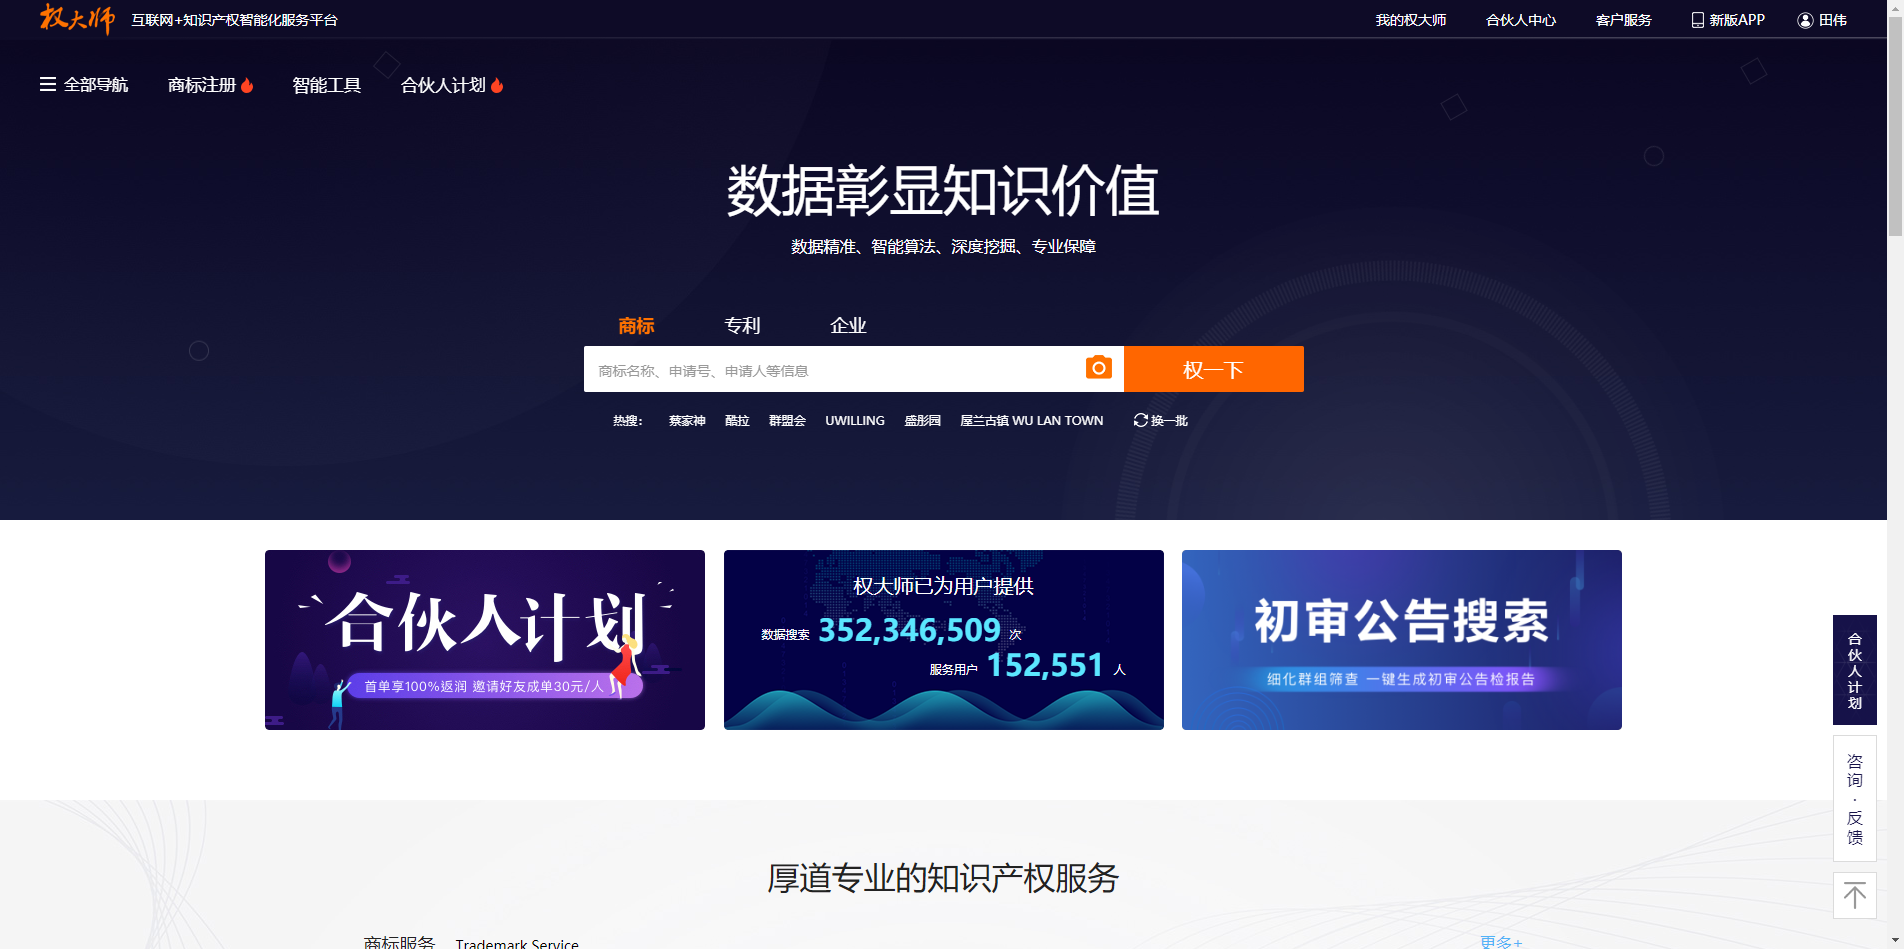 权大师 互联网+知识产权智能化服务平台 我的权大师 合伙人中心 客户服务 新版APP 田伟
全部导航 商标注册 智能工具 合伙人计划
数据彰显知识价值
数据精准、智能算法、深度挖掘、专业保障
商标 专利 企业
商标名称、申请号、申请人等信息 权一下
热搜: 蔡家神 酷拉 群盟会 UWILLING 盛彤园 屋兰古镇 WU LAN TOWN 换一批
合伙人计划
首单享100%返润 邀请好友成单30元/人
权大师已为用户提供
数据搜索 352,346,509 次
服务用户 152,551 人
初审公告搜索
细化群组筛查 一键生成初审公告检报告
合伙人计划
咨询·反馈
厚道专业的知识产权服务
商标服务 Trademark Service 更多+